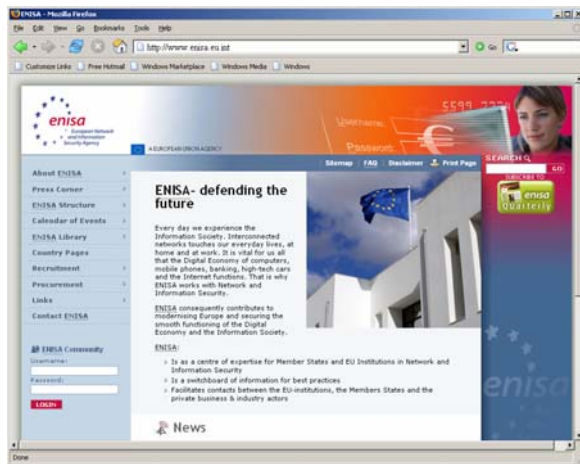 ENISA - Mozilla Firefox
File Edit View Go Bookmarks Tools Help
http://www.enisa.eu.int
Go
Customize Links Free Hotmail Windows Marketplace Windows Media Windows
enisa
European Network
and Information
Security Agency
A EUROPEAN UNION AGENCY
Username:
Password:
5599 7224
Sitemap FAQ Disclaimer Print Page
SEARCH
GO
SUBSCRIBE TO
enisa
Quarterly
About ENISA
Press Corner
ENISA Structure
Calendar of Events
ENISA Library
Country Pages
Recruitment
Procurement
Links
Contact ENISA
ENISA Community
Username:
Password:
LOGIN
ENISA- defending the
future
Every day we experience the
Information Society. Interconnected
networks touches our everyday lives, at
home and at work. It is vital for us all
that the Digital Economy of computers,
mobile phones, banking, high-tech cars
and the Internet functions. That is why
ENISA works with Network and
Information Security.
ENISA consequently contributes to
modernising Europe and securing the
smooth functioning of the Digital
Economy and the Information Society.
ENISA:
Is as a centre of expertise for Member States and EU Institutions in Network and
Information Security
Is a switchboard of information for best practices
Facilitates contacts between the EU-institutions, the Members States and the
private business & industry actors
News
enisa
Done